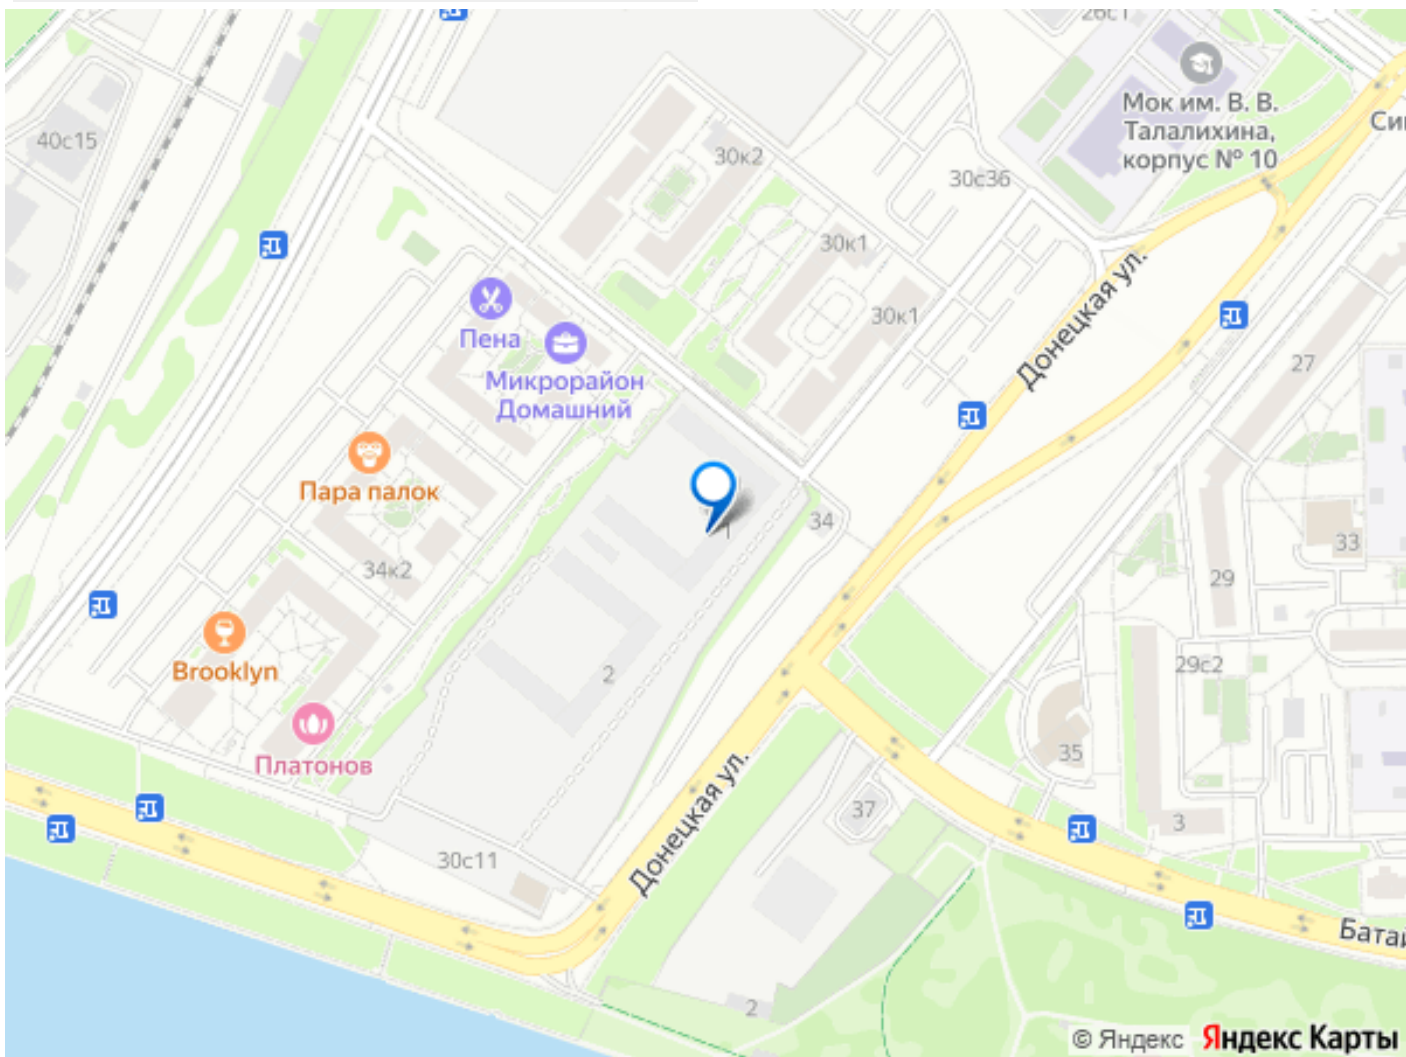 26с1
Мок им. В. В.
Талалихина,
корпус № 10
40с15
30к2
30с36
30к1
30к1
Донецкая ул.
Пена
Микрорайон
Домашний
27
Пара палок
34
33
1
34к2
29
Brooklyn
29с2
2
Платонов
35
Донецкая ул.
37
3
30с11
2
© Яндекс
Яндекс Карты